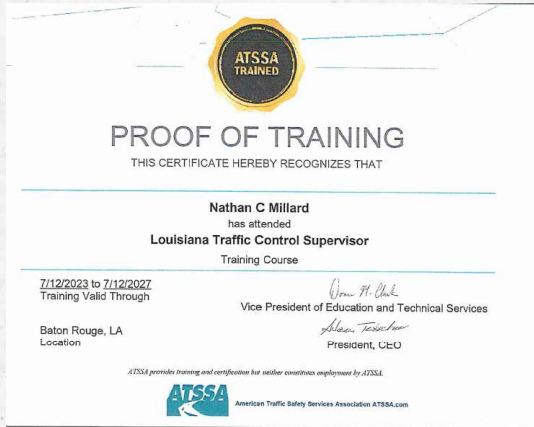 ATSSA
TRAINED
PROOF OF TRAINING
THIS CERTIFICATE HEREBY RECOGNIZES THAT
Nathan C Millard
has attended
Louisiana Traffic Control Supervisor
Training Course
7/12/2023 to 7/12/2027
Training Valid Through
Vice President of Education and Technical Services
Baton Rouge, LA
Location
President, CEO
ATSSA provides training and certification but neither constitutes employment by ATSSA.
ATSSA
American Traffic Safety Services Association ATSSA.com